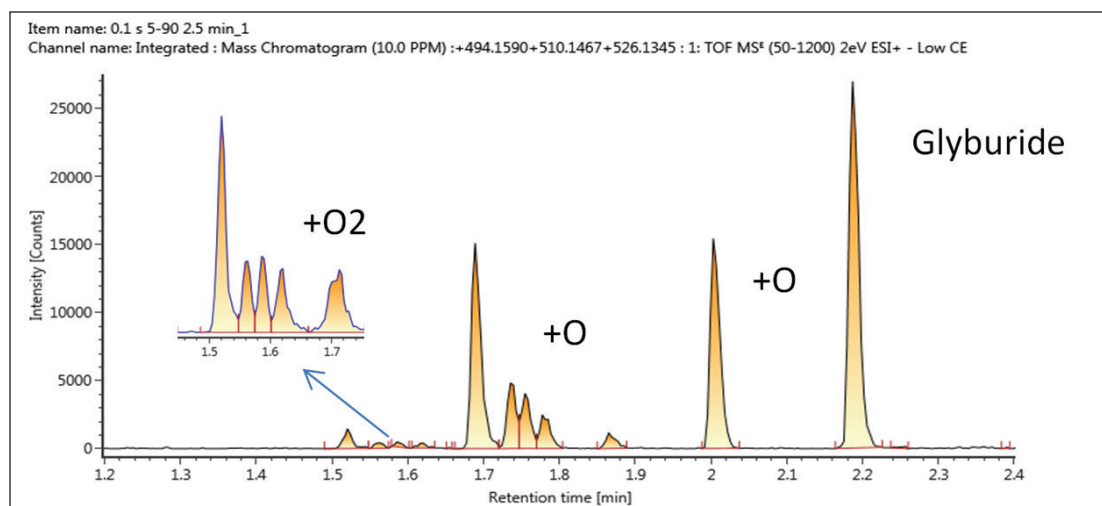 Item name: 0.1 s 5-90 2.5 min_1
Channel name: Integrated : Mass Chromatogram (10.0 PPM) :+494.1590+510.1467+526.1345 : 1: TOF MSᴱ (50-1200) 2eV ESI+ - Low CE
25000
20000
15000
10000
5000
0
Intensity [Counts]
Glyburide
+O2
+O
+O
1.5 1.6 1.7
1.2 1.3 1.4 1.5 1.6 1.7 1.8 1.9 2 2.1 2.2 2.3 2.4
Retention time [min]